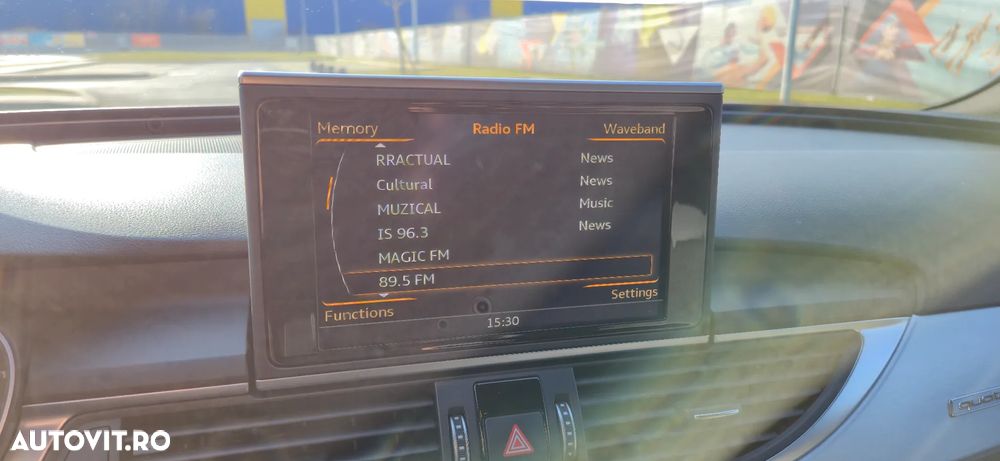 Memory Radio FM Waveband
RRACTUAL News
Cultural News
MUZICAL Music
IS 96.3 News
MAGIC FM
89.5 FM
Functions Settings
15:30
AUTOVIT.RO